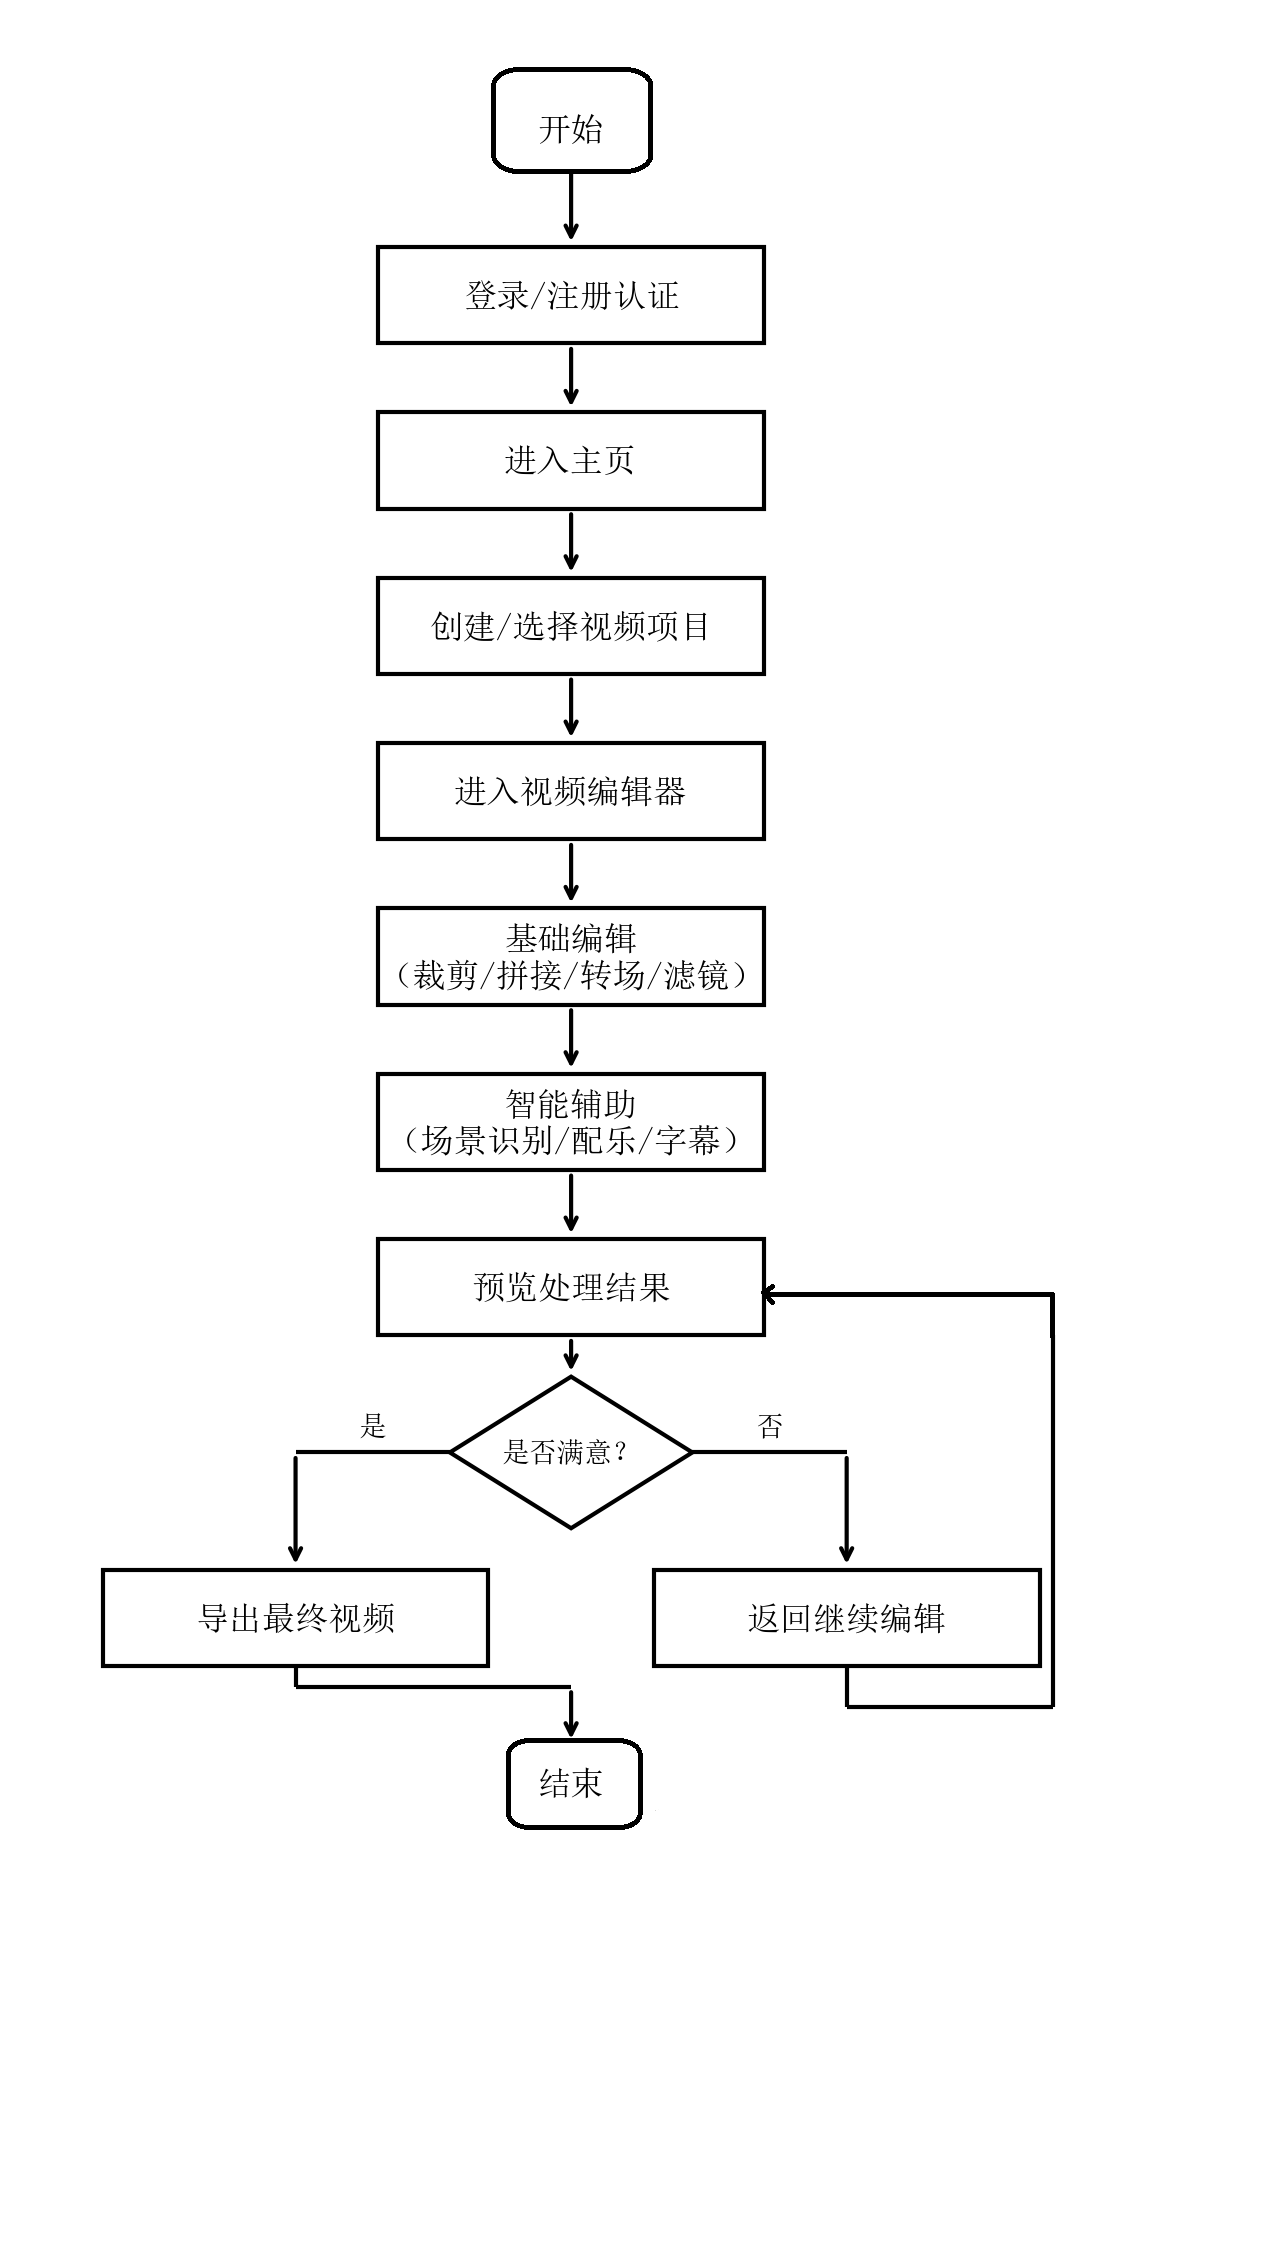 开始
登录/注册认证
进入主页
创建/选择视频项目
进入视频编辑器
基础编辑
（裁剪/拼接/转场/滤镜）
智能辅助
（场景识别/配乐/字幕）
预览处理结果
是
否
是否满意？
导出最终视频
返回继续编辑
结束